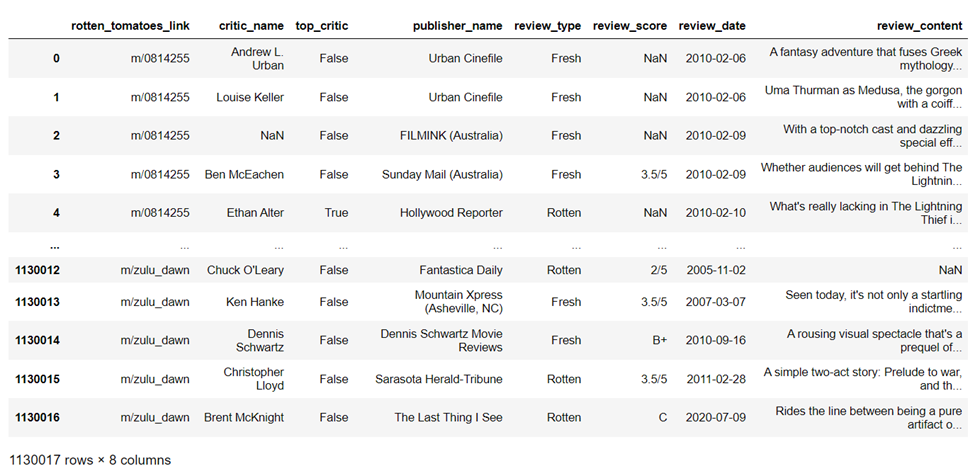 rotten_tomatoes_link critic_name top_critic publisher_name review_type review_score review_date review_content
0 m/0814255 Andrew L. Urban False Urban Cinefile Fresh NaN 2010-02-06 A fantasy adventure that fuses Greek mythology...
1 m/0814255 Louise Keller False Urban Cinefile Fresh NaN 2010-02-06 Uma Thurman as Medusa, the gorgon with a coiff...
2 m/0814255 NaN False FILMINK (Australia) Fresh NaN 2010-02-09 With a top-notch cast and dazzling special eff...
3 m/0814255 Ben McEachen False Sunday Mail (Australia) Fresh 3.5/5 2010-02-09 Whether audiences will get behind The Lightnin...
4 m/0814255 Ethan Alter True Hollywood Reporter Rotten NaN 2010-02-10 What's really lacking in The Lightning Thief i...
... ... ... ... ... ... ... ... ...
1130012 m/zulu_dawn Chuck O'Leary False Fantastica Daily Rotten 2/5 2005-11-02 NaN
1130013 m/zulu_dawn Ken Hanke False Mountain Xpress (Asheville, NC) Fresh 3.5/5 2007-03-07 Seen today, it's not only a startling indictme...
1130014 m/zulu_dawn Dennis Schwartz False Dennis Schwartz Movie Reviews Fresh B+ 2010-09-16 A rousing visual spectacle that's a prequel of...
1130015 m/zulu_dawn Christopher Lloyd False Sarasota Herald-Tribune Rotten 3.5/5 2011-02-28 A simple two-act story: Prelude to war, and th...
1130016 m/zulu_dawn Brent McKnight False The Last Thing I See Rotten C 2020-07-09 Rides the line between being a pure artifact o...
1130017 rows × 8 columns